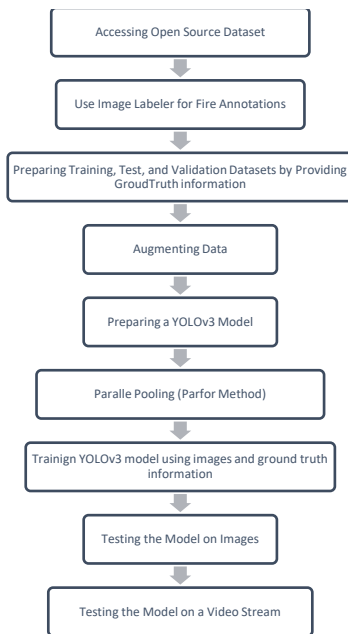 Accessing Open Source Dataset
Use Image Labeler for Fire Annotations
Preparing Training, Test, and Validation Datasets by Providing
GroudTruth information
Augmenting Data
Preparing a YOLOv3 Model
Paralle Pooling (Parfor Method)
Trainign YOLOv3 model using images and ground truth
information
Testing the Model on Images
Testing the Model on a Video Stream